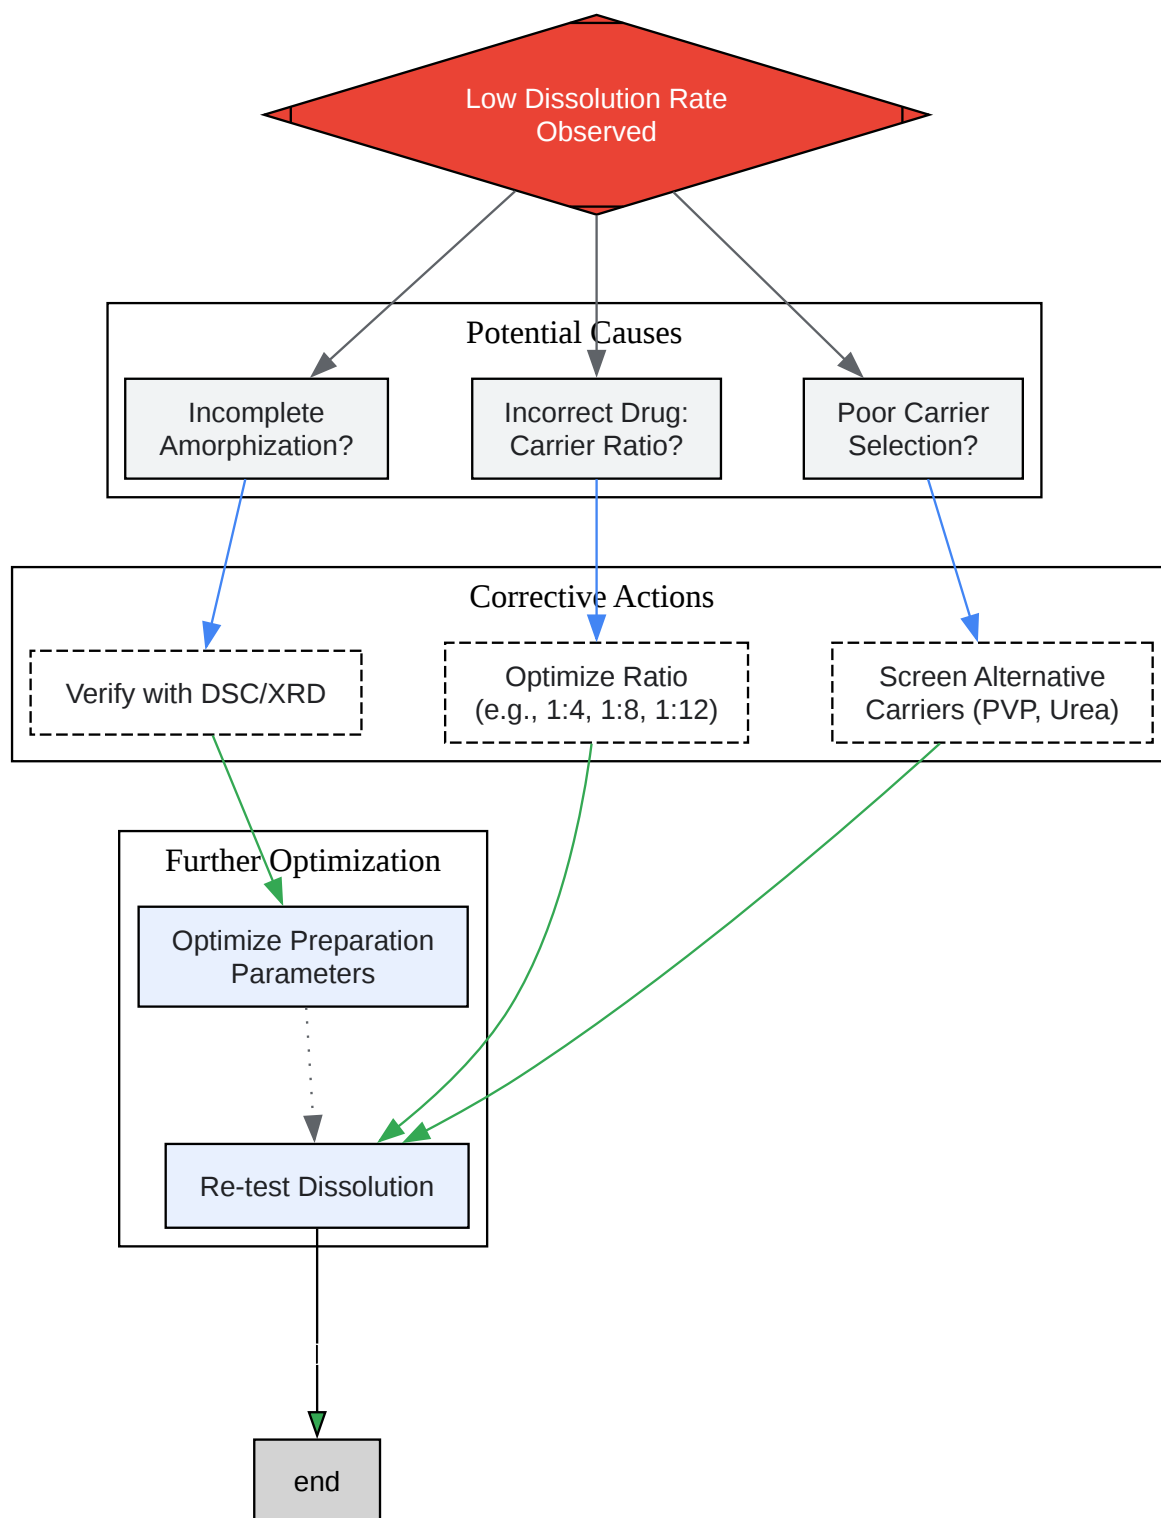 Low Dissolution Rate
Observed
Potential Causes
Incomplete
Amorphization?
Incorrect Drug:
Carrier Ratio?
Poor Carrier
Selection?
Corrective Actions
Verify with DSC/XRD
Optimize Ratio
(e.g., 1:4, 1:8, 1:12)
Screen Alternative
Carriers (PVP, Urea)
Further Optimization
Optimize Preparation
Parameters
Re-test Dissolution
end